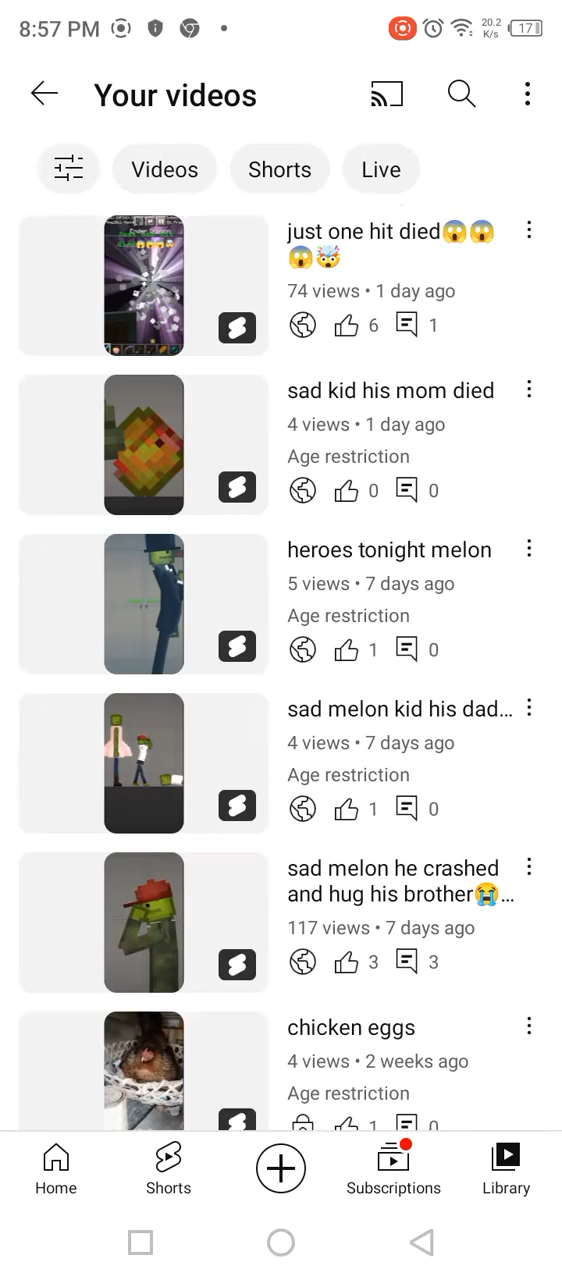 8:57 PM 20.2 K/s 17
Your videos
Videos Shorts Live
just one hit died😱😱
😱🤯
74 views • 1 day ago
6 1
sad kid his mom died
4 views • 1 day ago
Age restriction
0 0
heroes tonight melon
5 views • 7 days ago
Age restriction
1 0
sad melon kid his dad...
4 views • 7 days ago
Age restriction
1 0
sad melon he crashed
and hug his brother😭...
117 views • 7 days ago
3 3
chicken eggs
4 views • 2 weeks ago
Age restriction
1 0
Home Shorts Subscriptions Library